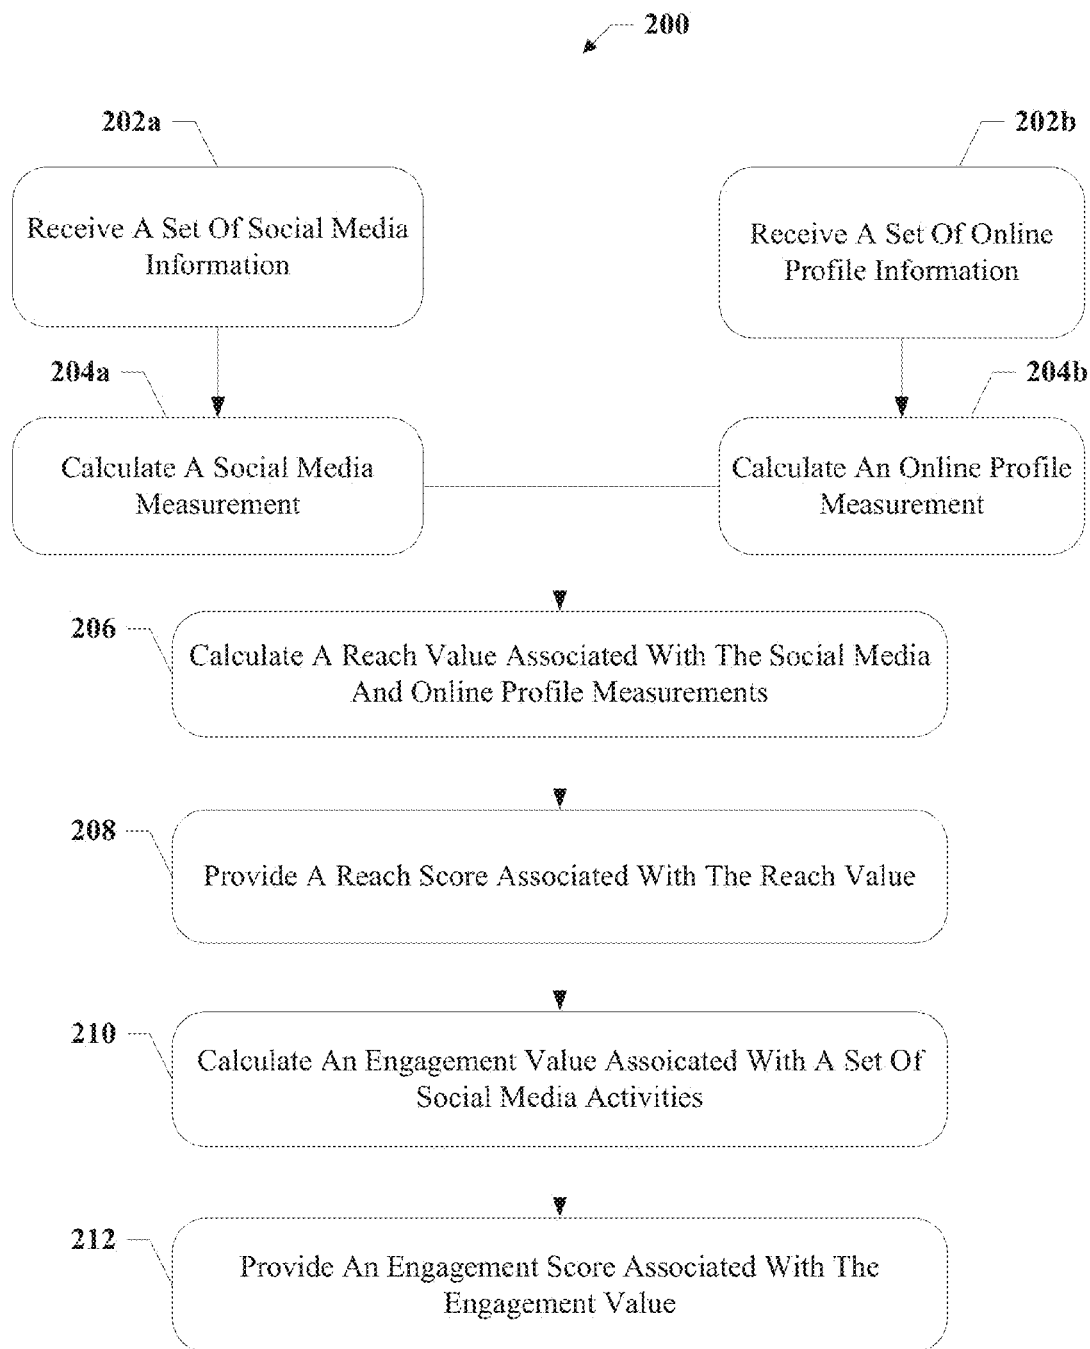 200
202a
202b
Receive A Set Of Social Media
Information
Receive A Set Of Online
Profile Information
204a
204b
Calculate A Social Media
Measurement
Calculate An Online Profile
Measurement
206
Calculate A Reach Value Associated With The Social Media
And Online Profile Measurements
208
Provide A Reach Score Associated With The Reach Value
210
Calculate An Engagement Value Assoicated With A Set Of
Social Media Activities
212
Provide An Engagement Score Associated With The
Engagement Value